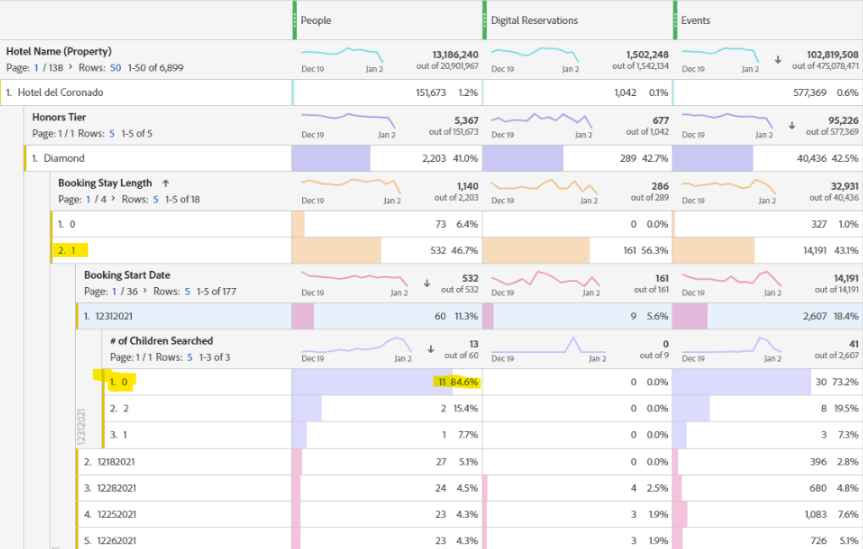 People Digital Reservations Events
Hotel Name (Property) 13,186,240 1,502,248 ↓ 102,819,508
Page: 1 / 138 > Rows: 50 1-50 of 6,899 Dec 19 Jan 2 out of 20,901,967 Dec 19 Jan 2 out of 1,542,134 Dec 19 Jan 2 out of 475,078,471
1. Hotel del Coronado 151,673 1.2% 1,042 0.1% 577,369 0.6%
Honors Tier 5,367 677 ↓ 95,226
Page: 1 / 1 Rows: 5 1-5 of 5 Dec 19 Jan 2 out of 151,673 Dec 19 Jan 2 out of 1,042 Dec 19 Jan 2 out of 577,369
1. Diamond 2,203 41.0% 289 42.7% 40,436 42.5%
Booking Stay Length ↑ 1,140 286 32,931
Page: 1 / 4 > Rows: 5 1-5 of 18 Dec 19 Jan 2 out of 2,203 Dec 19 Jan 2 out of 289 Dec 19 Jan 2 out of 40,436
1. 0 73 6.4% 0 0.0% 327 1.0%
2. 1 532 46.7% 161 56.3% 14,191 43.1%
Booking Start Date ↓ 532 161 14,191
Page: 1 / 36 > Rows: 5 1-5 of 177 Dec 19 Jan 2 out of 532 Dec 19 Jan 2 out of 161 Dec 19 Jan 2 out of 14,191
1. 12312021 60 11.3% 9 5.6% 2,607 18.4%
# of Children Searched ↓ 13 0 41
Page: 1 / 1 Rows: 5 1-3 of 3 Dec 19 Jan 2 out of 60 Dec 19 Jan 2 out of 9 Dec 19 Jan 2 out of 2,607
1. 0 11 84.6% 0 0.0% 30 73.2%
2. 2 2 15.4% 0 0.0% 8 19.5%
3. 1 1 7.7% 0 0.0% 3 7.3%
12312021
2. 12182021 27 5.1% 0 0.0% 396 2.8%
3. 12282021 24 4.5% 4 2.5% 680 4.8%
4. 12252021 23 4.3% 3 1.9% 1,083 7.6%
5. 12262021 23 4.3% 3 1.9% 726 5.1%